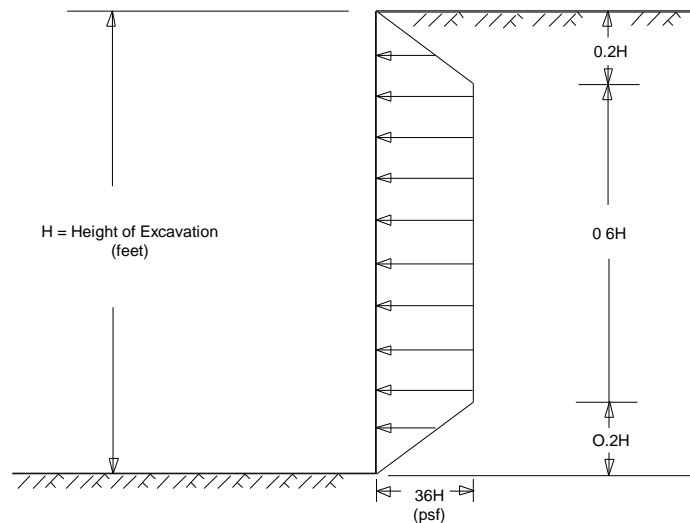 0.2H
H = Height of Excavation
(feet)
0 6H
O.2H
36H
(psf)